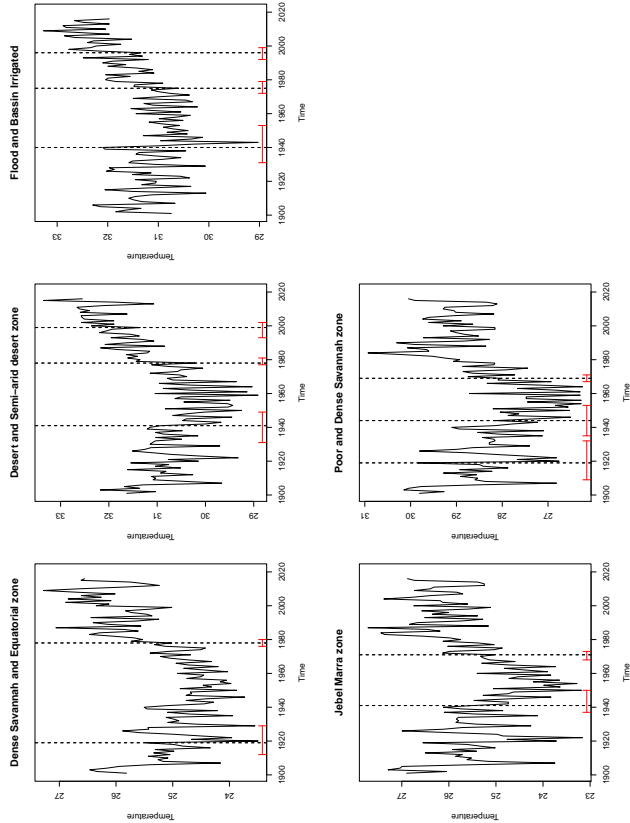 Dense Savannah and Equatorial zone
27
26
25
24
Temperature
1900 1920 1940 1960 1980 2000 2020
Time
Desert and Semi−arid desert zone
33
32
31
30
29
Temperature
1900 1920 1940 1960 1980 2000 2020
Time
Flood and Bassin Irrigated
33
32
31
30
29
Temperature
1900 1920 1940 1960 1980 2000 2020
Time
Jebel Marra zone
27
26
25
24
23
Temperature
1900 1920 1940 1960 1980 2000 2020
Time
Poor and Dense Savannah zone
31
30
29
28
27
Temperature
1900 1920 1940 1960 1980 2000 2020
Time